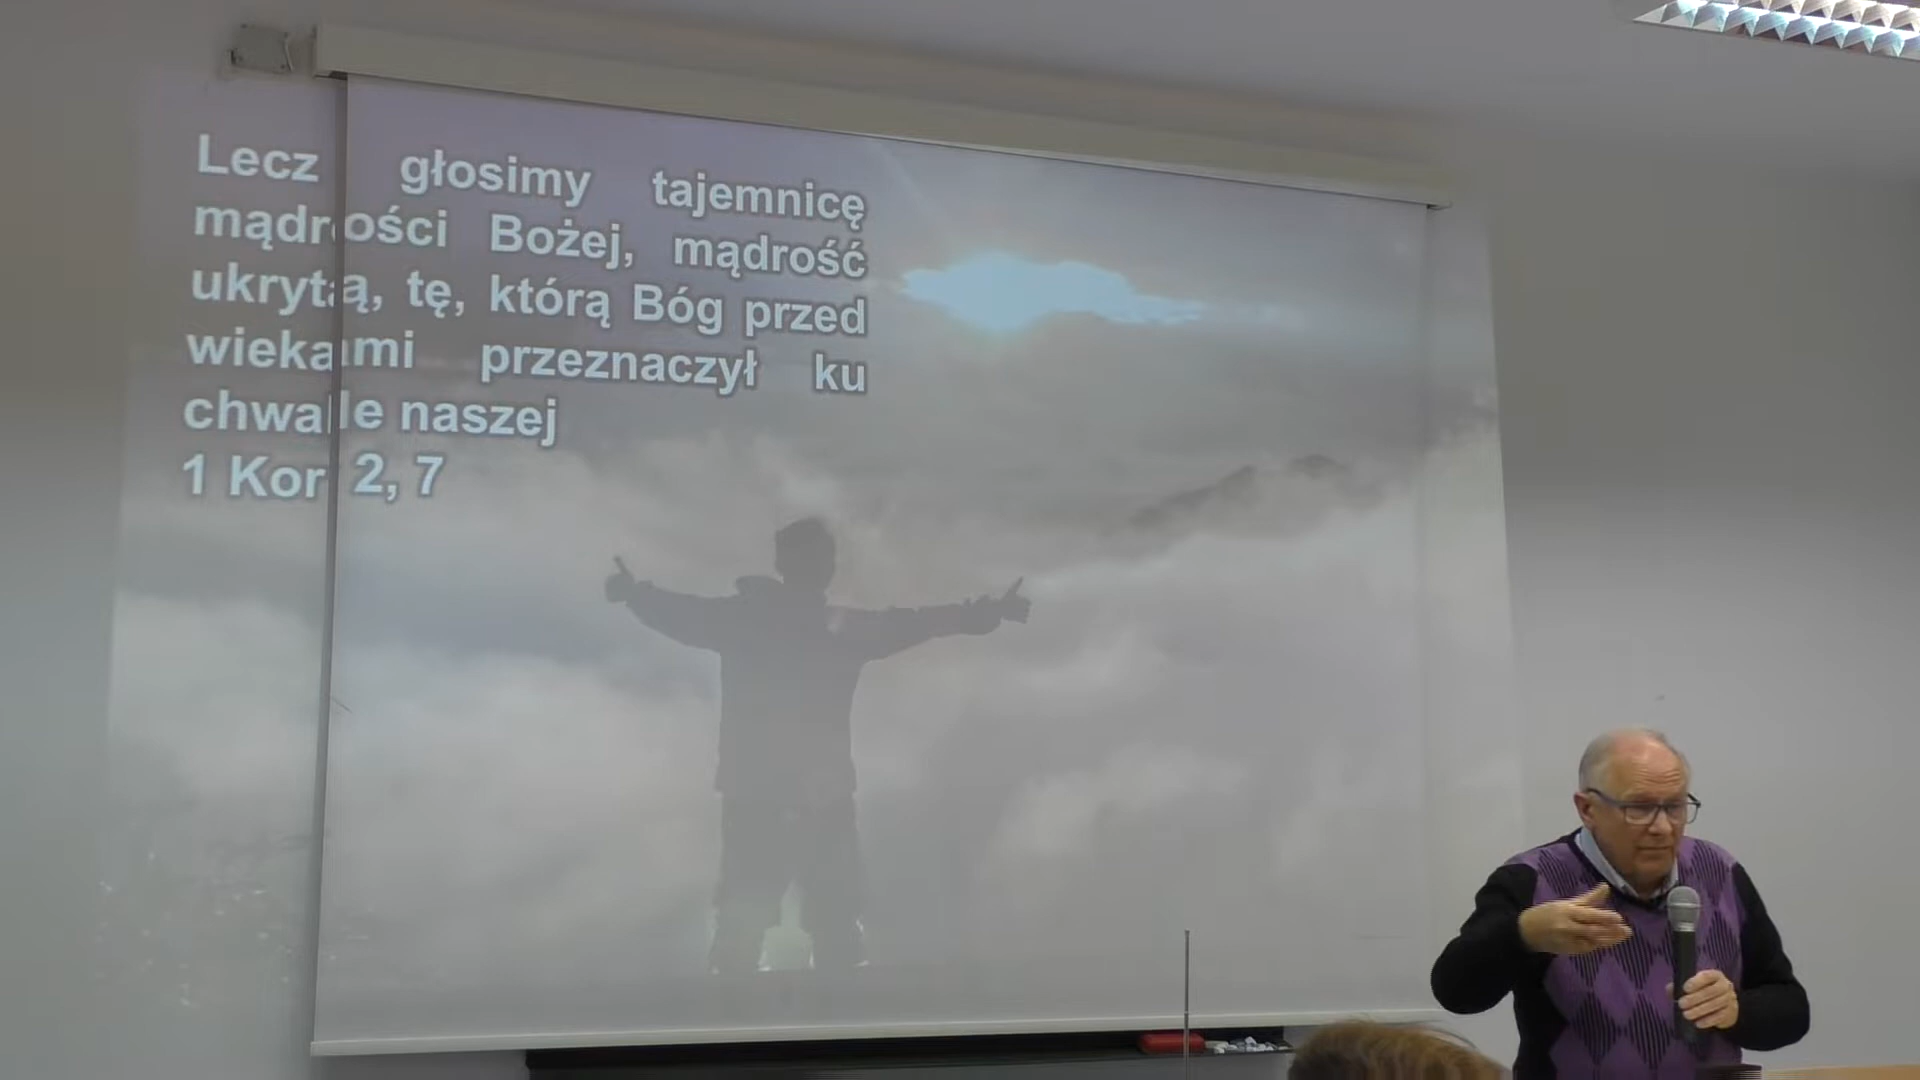 Lecz głosimy tajemnicę
mądrości Bożej, mądrość
ukrytą, tę, którą Bóg przed
wiekami przeznaczył ku
chwale naszej
1 Kor 2, 7